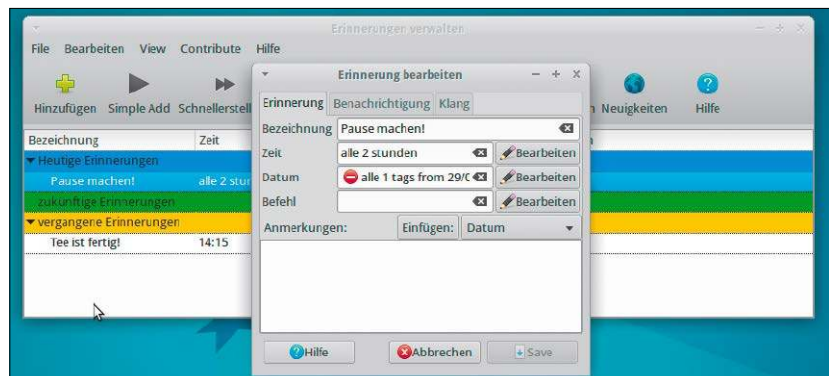 Erinnerungen verwalten
File Bearbeiten View Contribute Hilfe
Hinzufügen Simple Add Schnellerstell
Neuigkeiten Hilfe
Bezeichnung Zeit
Heutige Erinnerungen
Pause machen! alle 2 stur
zukünftige Erinnerungen
vergangene Erinnerungen
Tee ist fertig! 14:15
Erinnerung bearbeiten
Erinnerung Benachrichtigung Klang
Bezeichnung Pause machen!
Zeit alle 2 stunden Bearbeiten
Datum alle 1 tags from 29/0 Bearbeiten
Befehl Bearbeiten
Anmerkungen: Einfügen: Datum
Hilfe Abbrechen Save